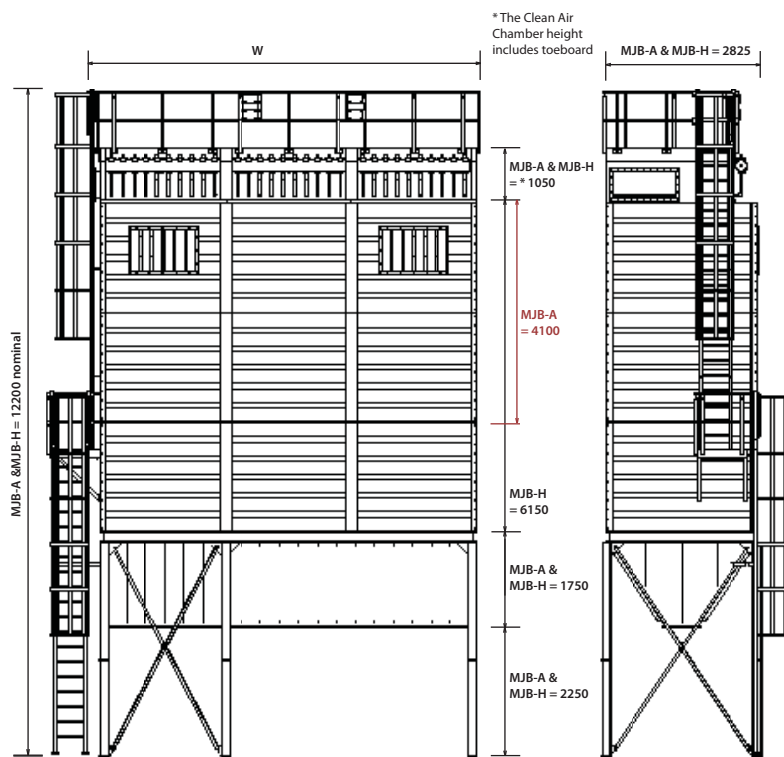 * The Clean Air
Chamber height
includes toeboard
W
MJB-A & MJB-H = 2825
MJB-A & MJB-H
= * 1050
MJB-A
= 4100
MJB-A &MJB-H = 12200 nominal
MJB-H
= 6150
MJB-A &
MJB-H = 1750
MJB-A &
MJB-H = 2250